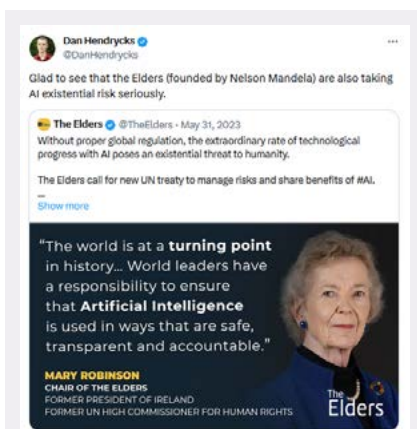 Dan Hendrycks
@DanHendrycks
Glad to see that the Elders (founded by Nelson Mandela) are also taking
AI existential risk seriously.
The Elders @TheElders · May 31, 2023
Without proper global regulation, the extraordinary rate of technological
progress with AI poses an existential threat to humanity.
The Elders call for new UN treaty to manage risks and share benefits of #AI.
...
Show more
“The world is at a turning point
in history... World leaders have
a responsibility to ensure
that Artificial Intelligence
is used in ways that are safe,
transparent and accountable.”
MARY ROBINSON
CHAIR OF THE ELDERS
FORMER PRESIDENT OF IRELAND
FORMER UN HIGH COMMISSIONER FOR HUMAN RIGHTS
The
Elders